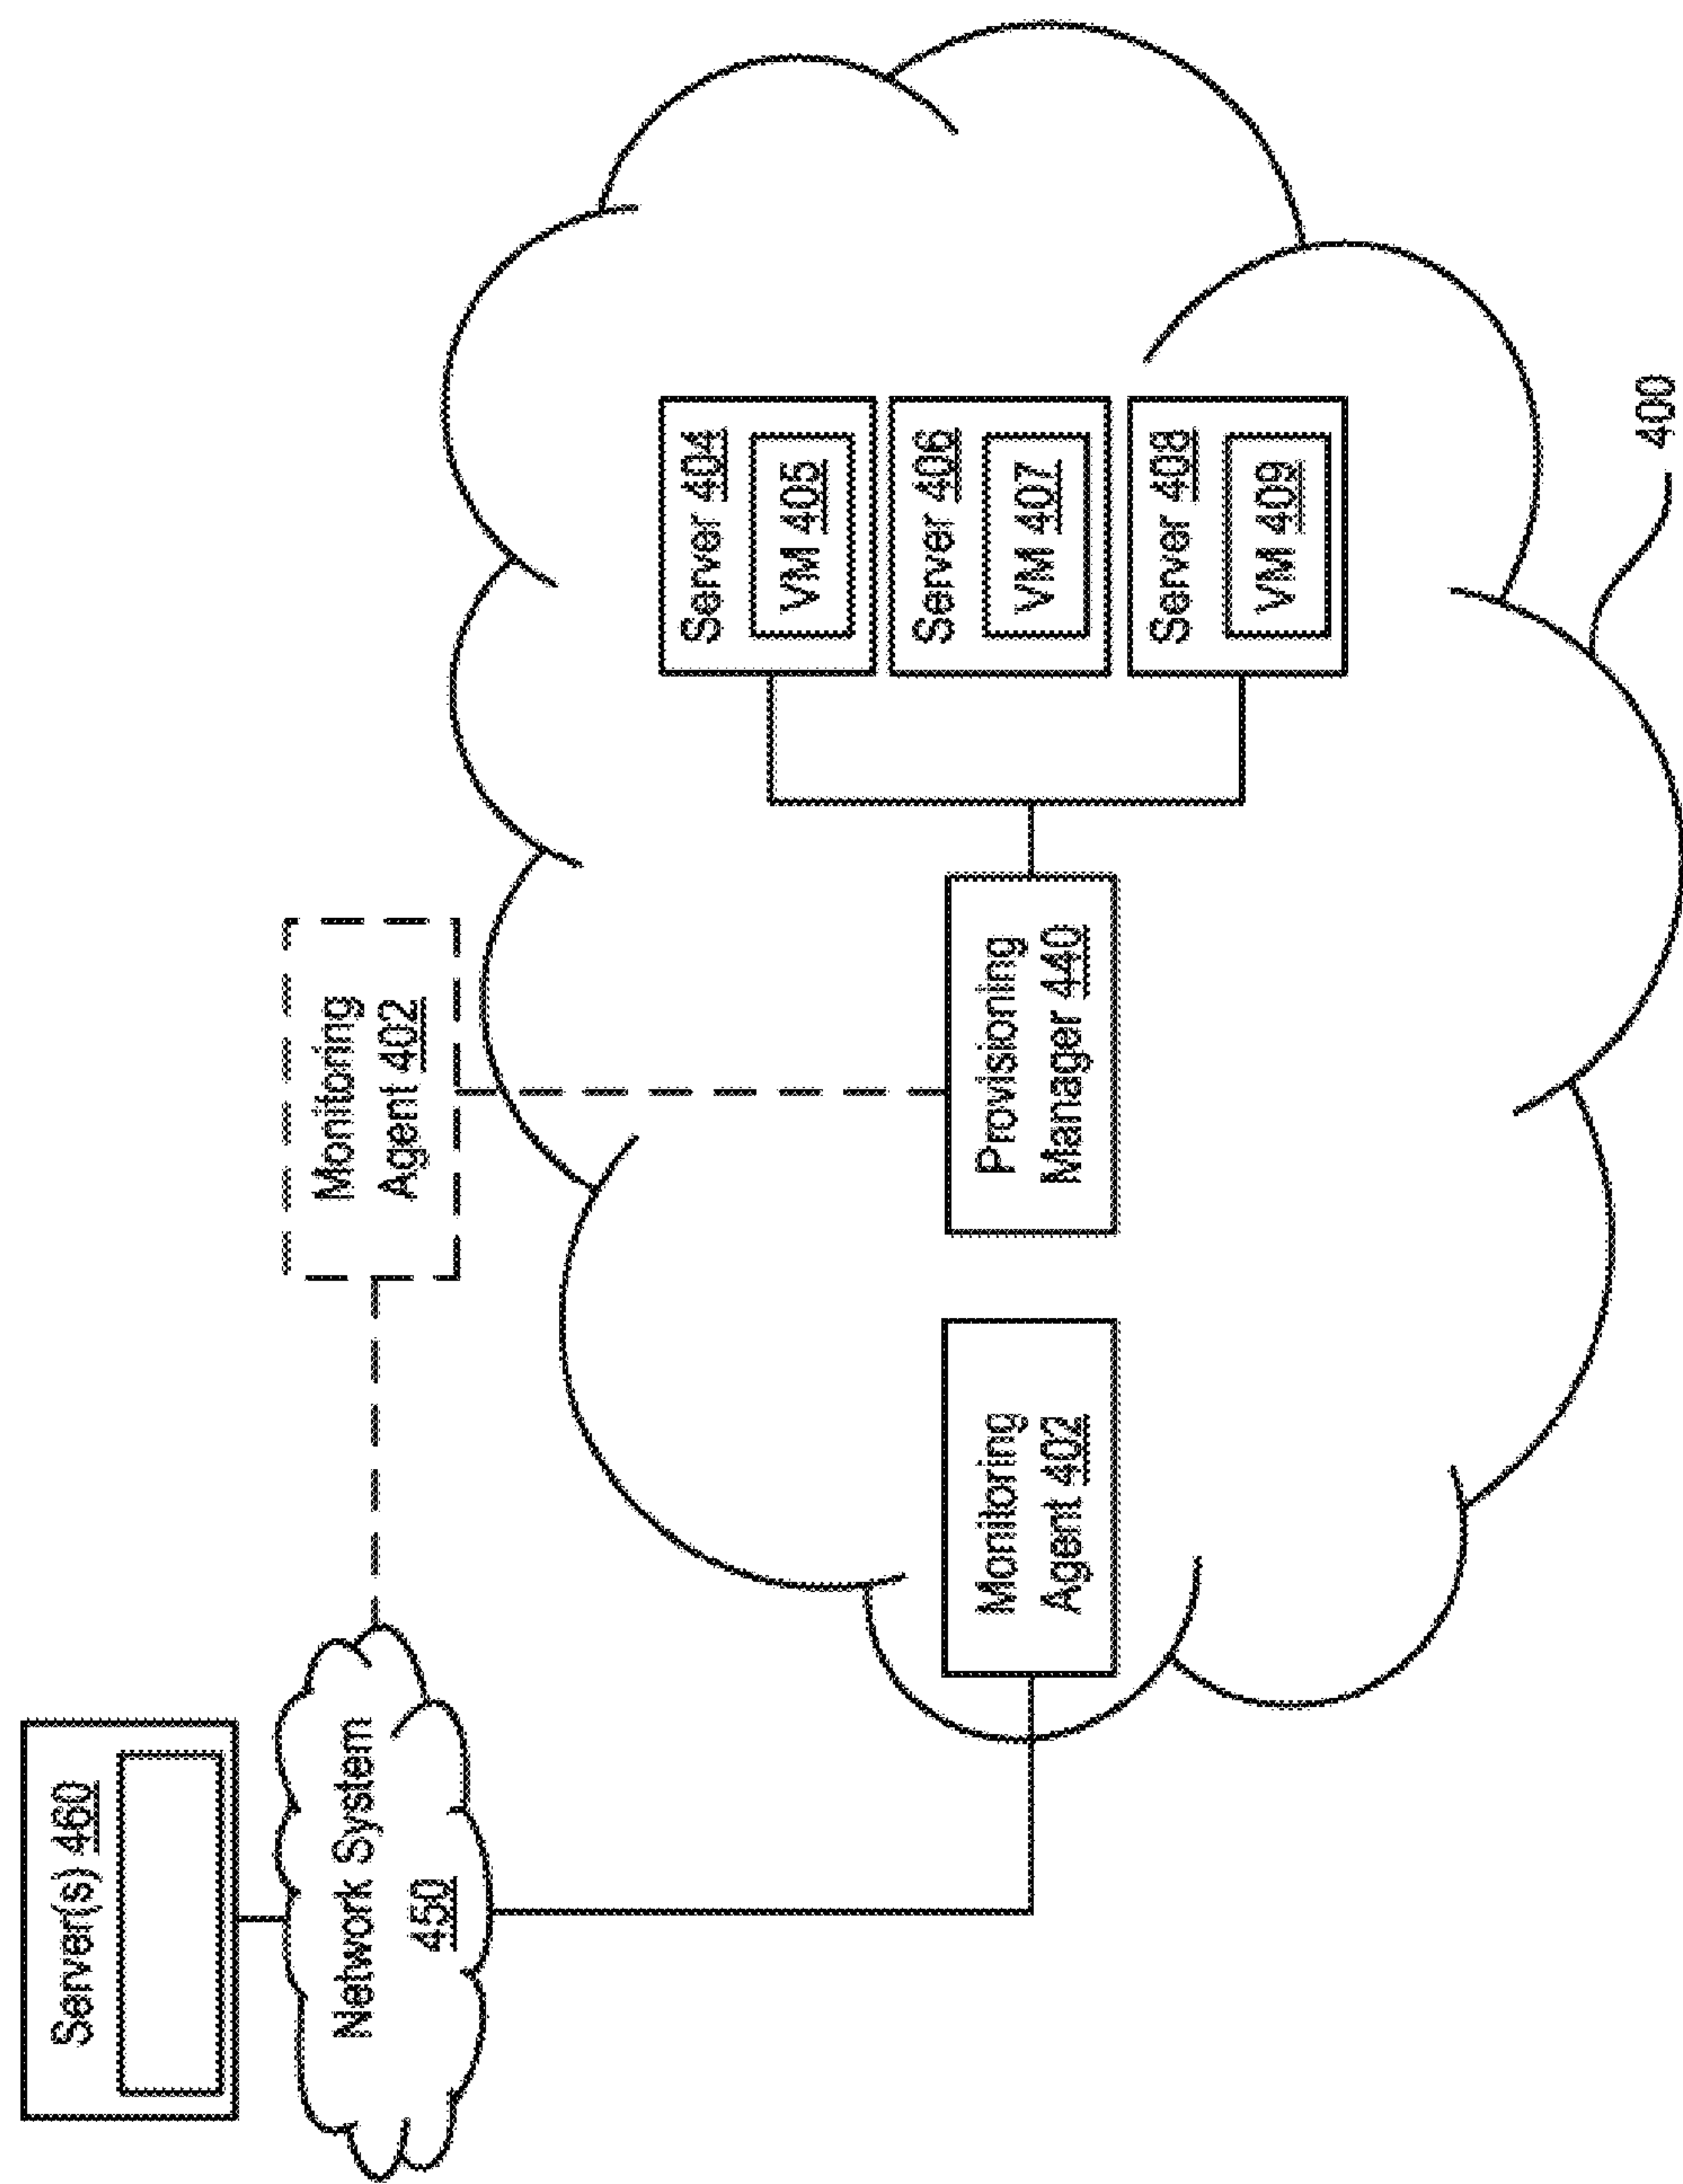 Server(s) 460
Network System
450
Monitoring
Agent 402
Monitoring
Agent 402
Provisioning
Manager 440
Server 404
VM 405
Server 406
VM 407
Server 408
VM 409
400